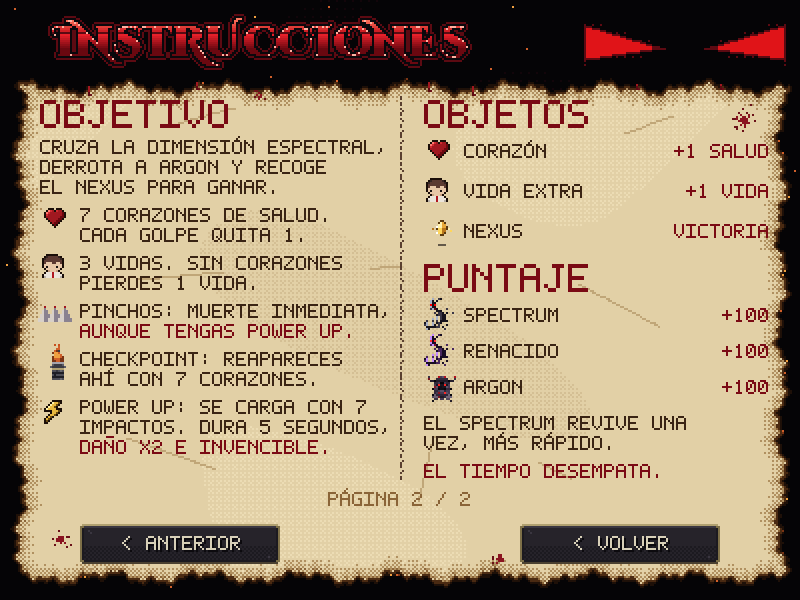 INSTRUCCIONES
OBJETIVO
CRUZA LA DIMENSIÓN ESPECTRAL,
DERROTA A ARGON Y RECOGE
EL NEXUS PARA GANAR.
7 CORAZONES DE SALUD.
CADA GOLPE QUITA 1.
3 VIDAS. SIN CORAZONES
PIERDES 1 VIDA.
PINCHOS: MUERTE INMEDIATA,
AUNQUE TENGAS POWER UP.
CHECKPOINT: REAPARECES
AHÍ CON 7 CORAZONES.
POWER UP: SE CARGA CON 7
IMPACTOS. DURA 5 SEGUNDOS,
DAÑO X2 E INVENCIBLE.
OBJETOS
CORAZÓN +1 SALUD
VIDA EXTRA +1 VIDA
NEXUS VICTORIA
PUNTAJE
SPECTRUM +100
RENACIDO +100
ARGON +100
EL SPECTRUM REVIVE UNA
VEZ, MÁS RÁPIDO.
EL TIEMPO DESEMPATA.
PÁGINA 2 / 2
< ANTERIOR
< VOLVER